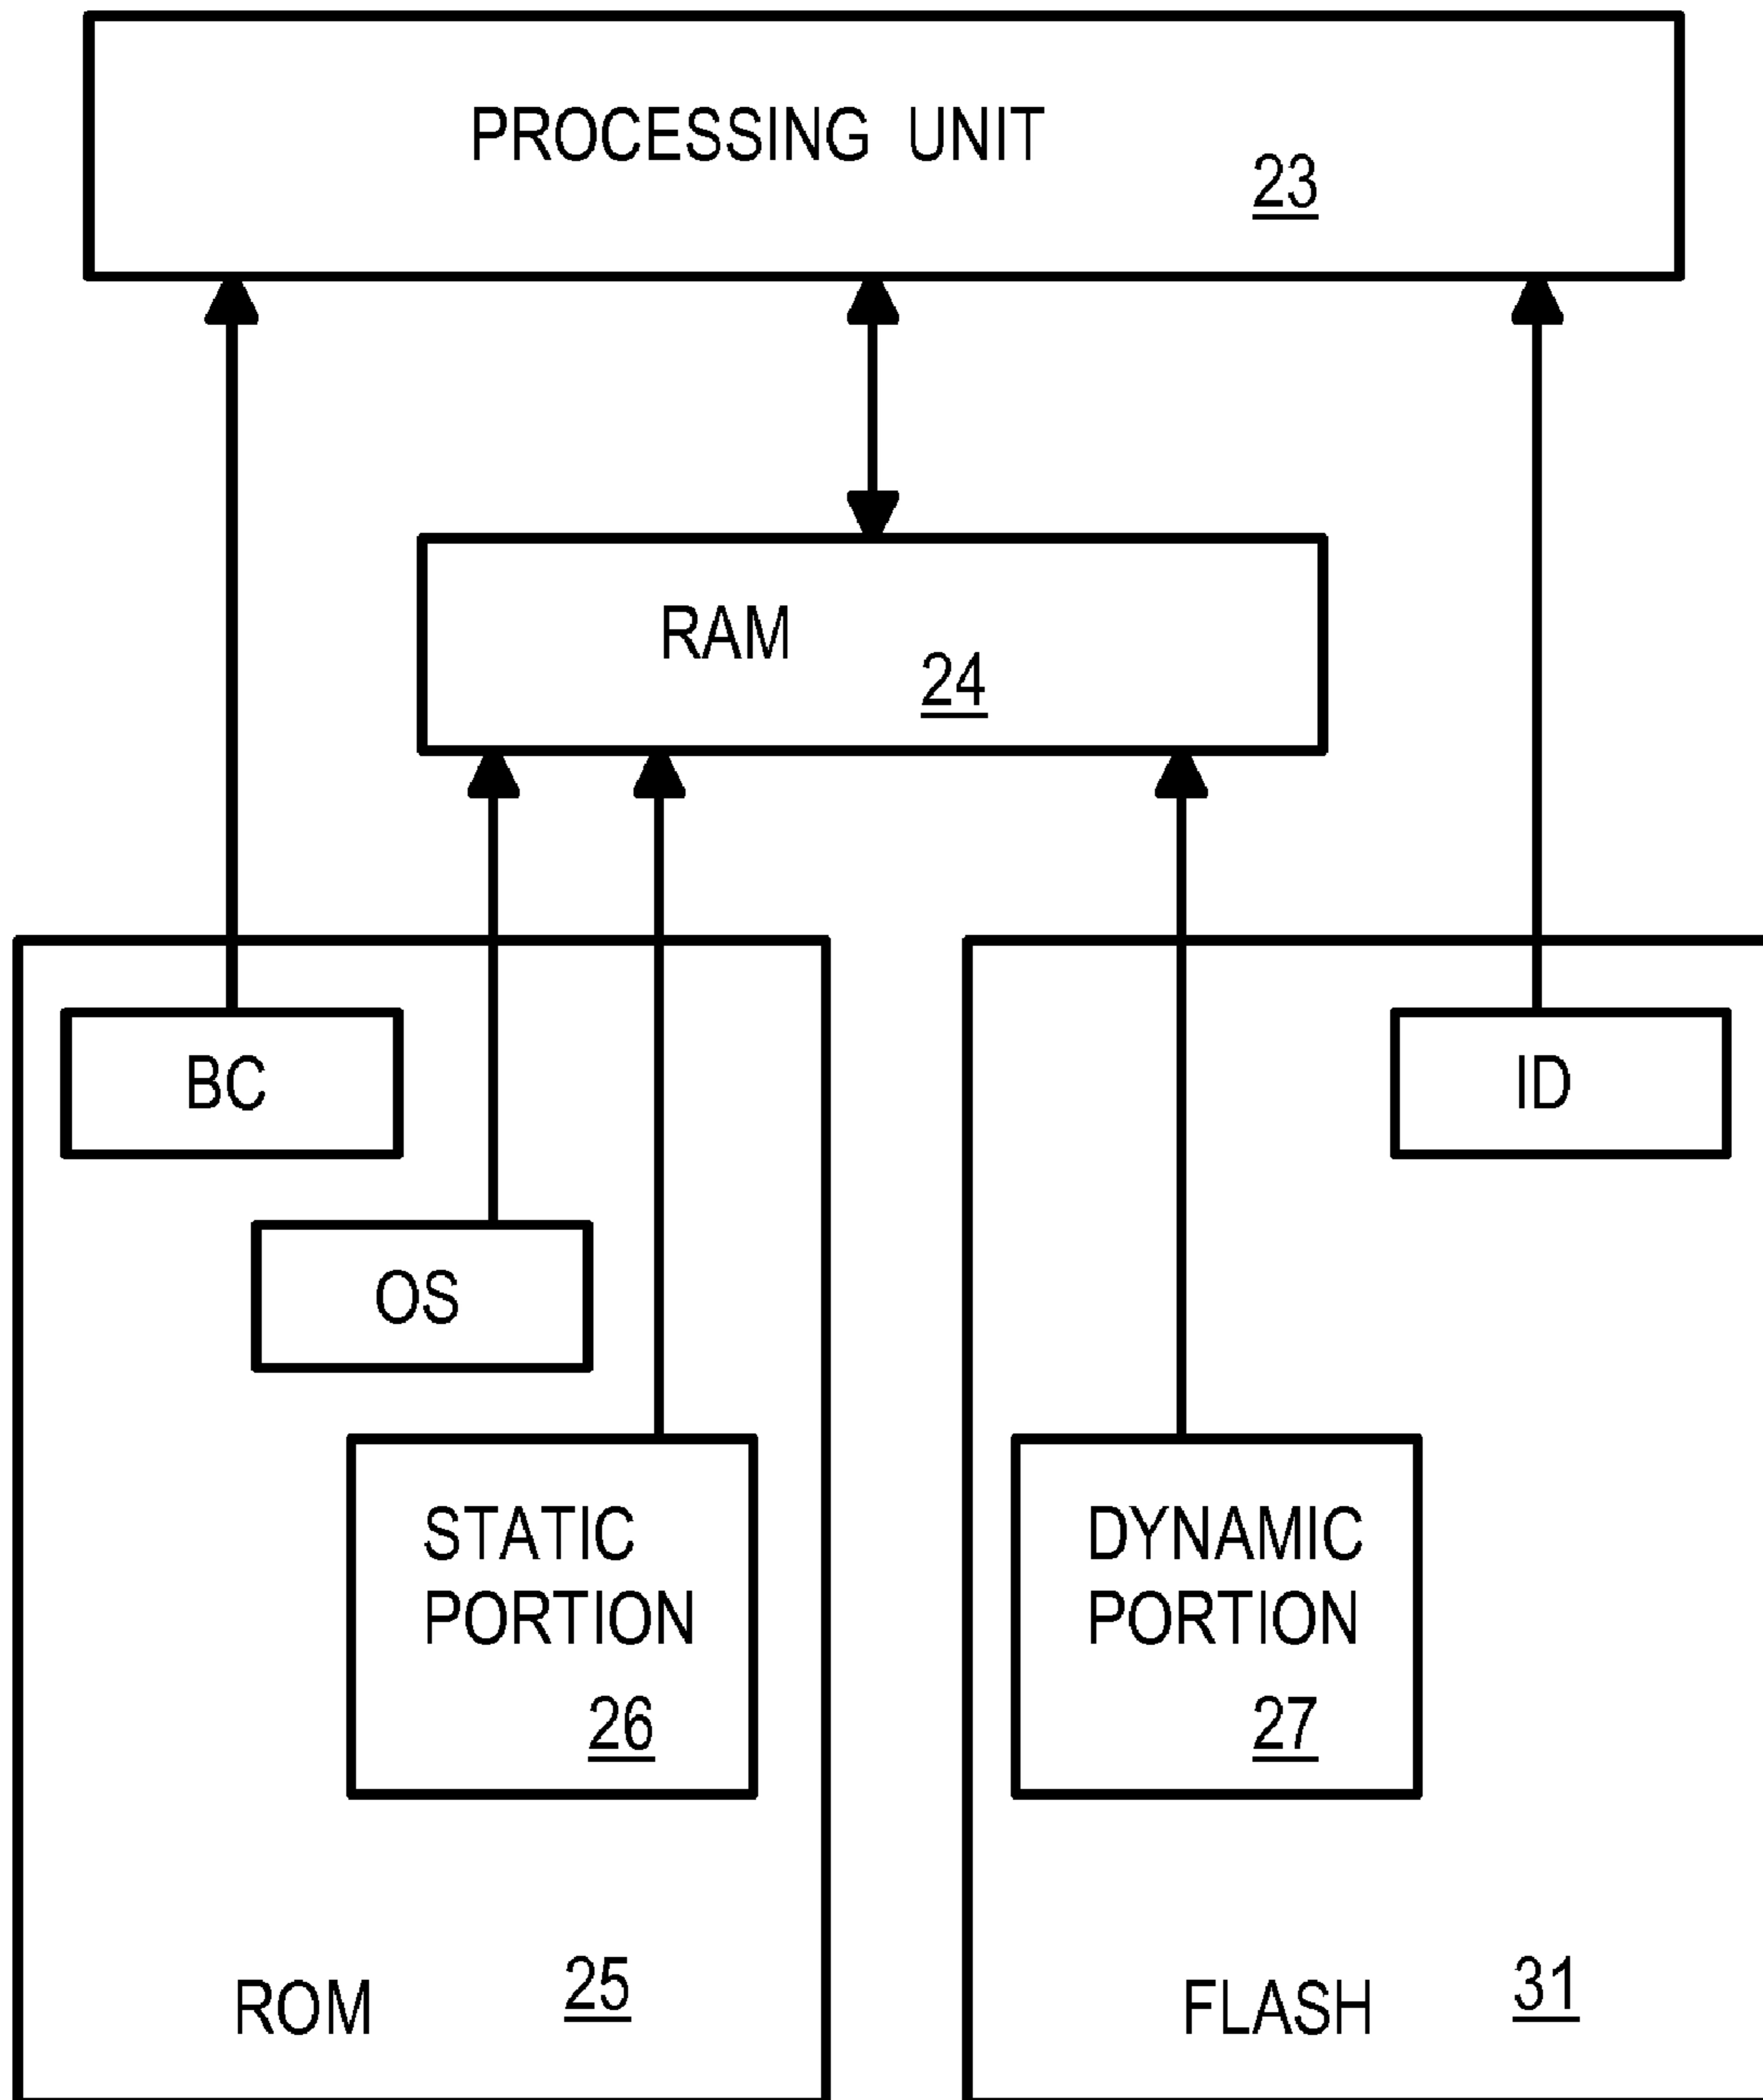 PROCESSING UNIT
23
RAM
24
BC
ID
OS
STATIC
PORTION
26
DYNAMIC
PORTION
27
ROM
25
FLASH
31